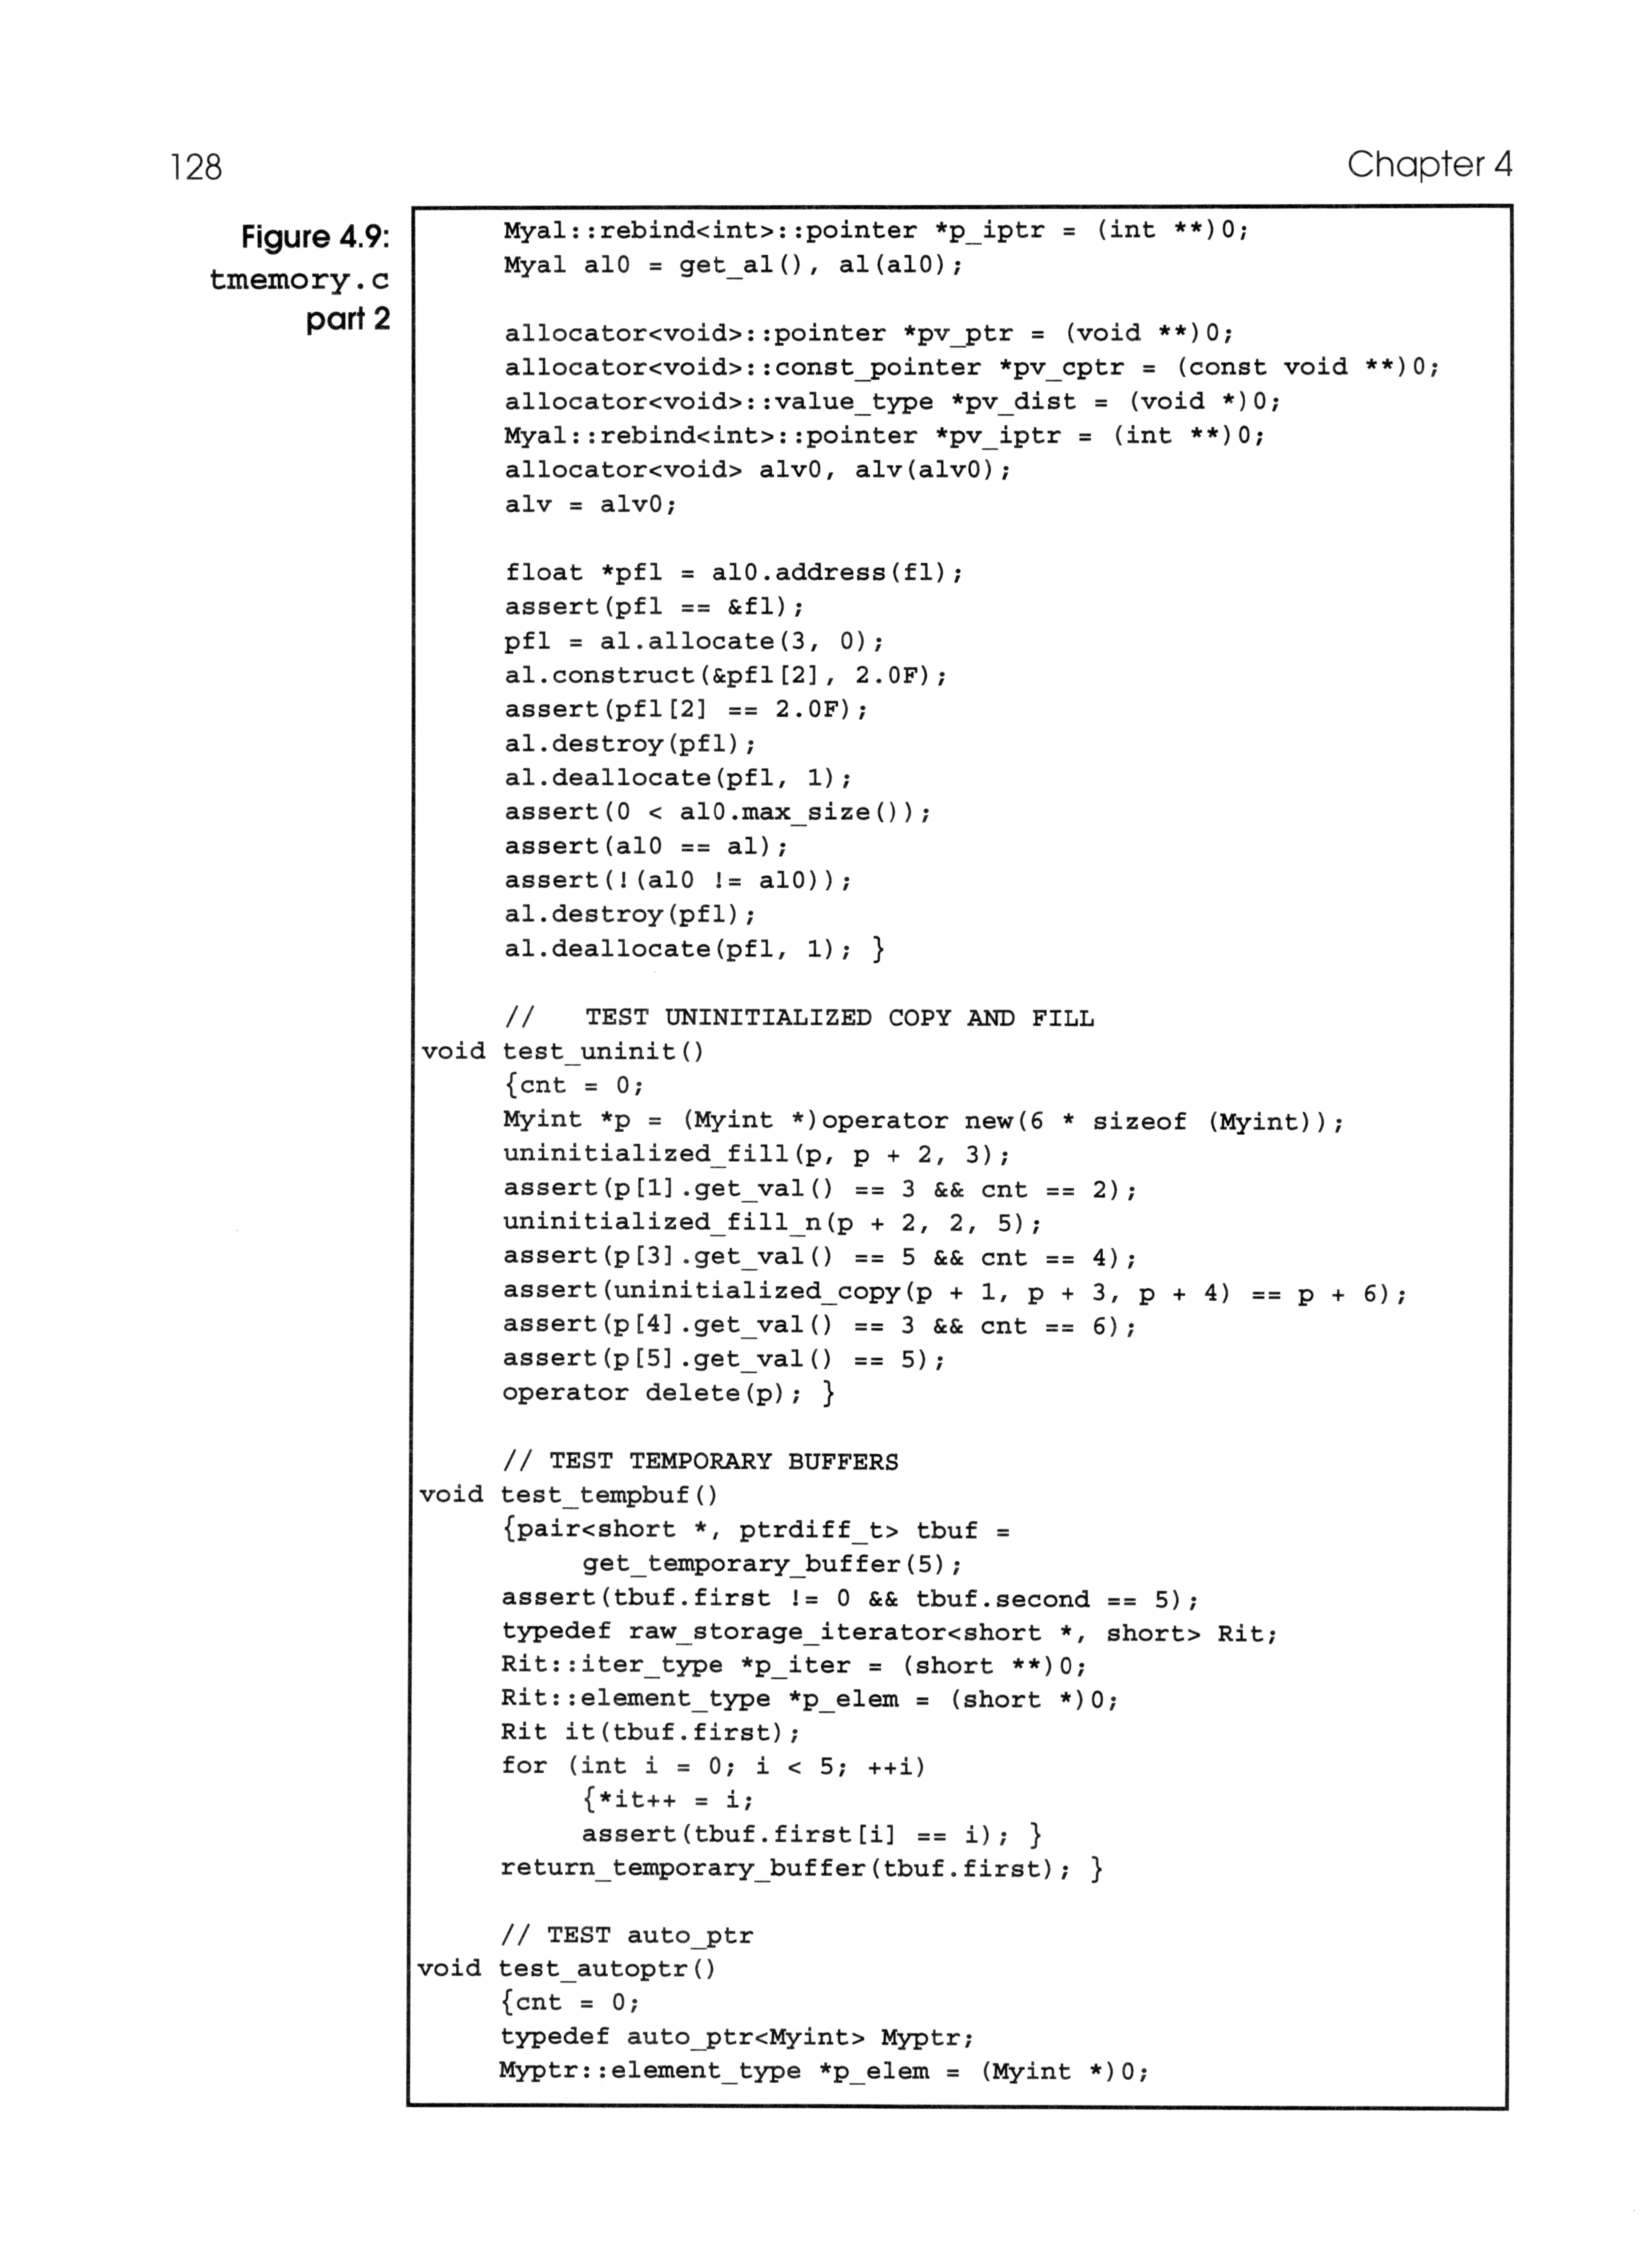 128
Chapter 4
Figure 4.9:
tmemory.c
part 2
Myal::rebind<int>::pointer *p_iptr = (int **)0;
Myal al0 = get_al(), al(al0);
allocator<void>::pointer *pv_ptr = (void **)0;
allocator<void>::const_pointer *pv_cptr = (const void **)0;
allocator<void>::value_type *pv_dist = (void *)0;
Myal::rebind<int>::pointer *pv_iptr = (int **)0;
allocator<void> alv0, alv(alv0);
alv = alv0;
float *pfl = al0.address(fl);
assert(pfl == &fl);
pfl = al.allocate(3, 0);
al.construct(&pfl[2], 2.0F);
assert(pfl[2] == 2.0F);
al.destroy(pfl);
al.deallocate(pfl, 1);
assert(0 < al0.max_size());
assert(al0 == al);
assert(!(al0 != al0));
al.destroy(pfl);
al.deallocate(pfl, 1); }
//   TEST UNINITIALIZED COPY AND FILL
void test_uninit()
{cnt = 0;
Myint *p = (Myint *)operator new(6 * sizeof (Myint));
uninitialized_fill(p, p + 2, 3);
assert(p[1].get_val() == 3 && cnt == 2);
uninitialized_fill_n(p + 2, 2, 5);
assert(p[3].get_val() == 5 && cnt == 4);
assert(uninitialized_copy(p + 1, p + 3, p + 4) == p + 6);
assert(p[4].get_val() == 3 && cnt == 6);
assert(p[5].get_val() == 5);
operator delete(p); }
// TEST TEMPORARY BUFFERS
void test_tempbuf()
{pair<short *, ptrdiff_t> tbuf =
get_temporary_buffer(5);
assert(tbuf.first != 0 && tbuf.second == 5);
typedef raw_storage_iterator<short *, short> Rit;
Rit::iter_type *p_iter = (short **)0;
Rit::element_type *p_elem = (short *)0;
Rit it(tbuf.first);
for (int i = 0; i < 5; ++i)
{*it++ = i;
assert(tbuf.first[i] == i); }
return_temporary_buffer(tbuf.first); }
// TEST auto_ptr
void test_autoptr()
{cnt = 0;
typedef auto_ptr<Myint> Myptr;
Myptr::element_type *p_elem = (Myint *)0;